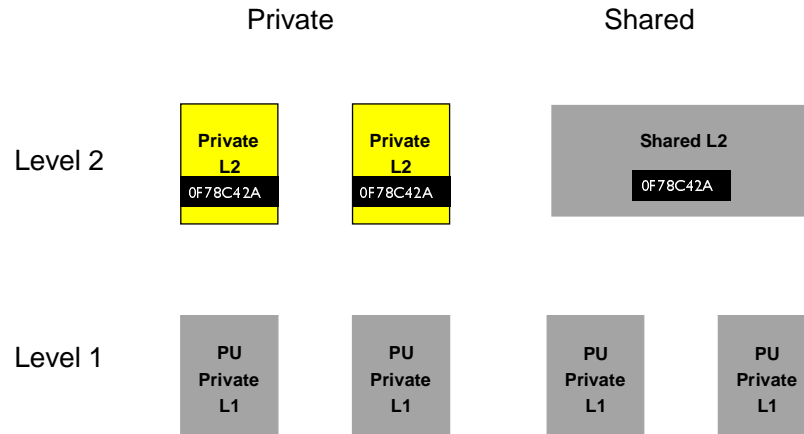 Private
Shared
Level 2
Private
L2
0F78C42A
Private
L2
0F78C42A
Shared L2
0F78C42A
Level 1
PU
Private
L1
PU
Private
L1
PU
Private
L1
PU
Private
L1